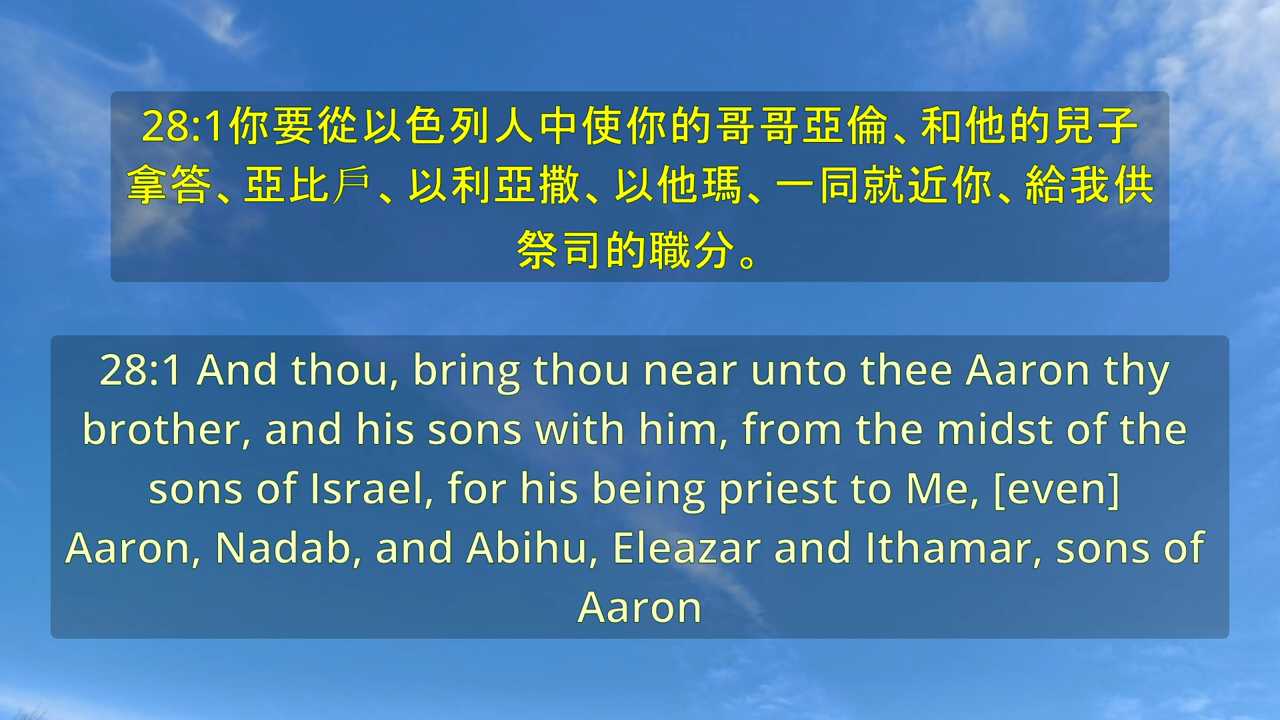 28:1你要從以色列人中使你的哥哥亞倫、和他的兒子
拿答、亞比戶、以利亞撒、以他瑪、一同就近你、給我供
祭司的職分。
28:1 And thou, bring thou near unto thee Aaron thy
brother, and his sons with him, from the midst of the
sons of Israel, for his being priest to Me, [even]
Aaron, Nadab, and Abihu, Eleazar and Ithamar, sons of
Aaron